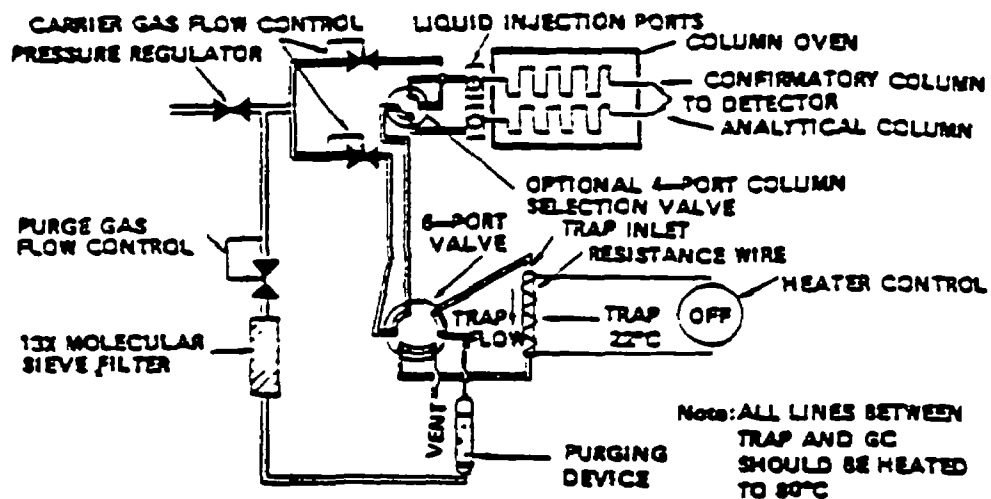 CARRIER GAS FLOW CONTROL
PRESSURE REGULATOR
LIQUID INJECTION PORTS
COLUMN OVEN
CONFIRMATORY COLUMN
TO DETECTOR
ANALYTICAL COLUMN
OPTIONAL 4-PORT COLUMN
SELECTION VALVE
PURGE GAS
FLOW CONTROL
6-PORT
VALVE
TRAP INLET
RESISTANCE WIRE
HEATER CONTROL
OFF
TRAP
FLOW
TRAP
22°C
13X MOLECULAR
SIEVE FILTER
VENT
PURGING
DEVICE
Note: ALL LINES BETWEEN
TRAP AND GC
SHOULD BE HEATED
TO 80°C